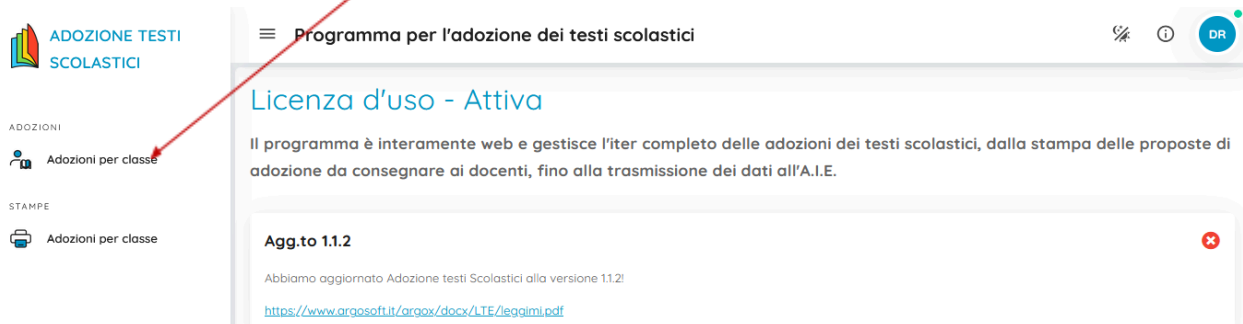 ADOZIONE TESTI
SCOLASTICI
ADOZIONI
Adozioni per classe
STAMPE
Adozioni per classe
Programma per l'adozione dei testi scolastici
DR
Licenza d'uso - Attiva
Il programma è interamente web e gestisce l'iter completo delle adozioni dei testi scolastici, dalla stampa delle proposte di
adozione da consegnare ai docenti, fino alla trasmissione dei dati all'A.I.E.
Agg.to 1.1.2
Abbiamo aggiornato Adozione testi Scolastici alla versione 1.1.2!
https://www.argosoft.it/argox/docx/LTE/leggimi.pdf